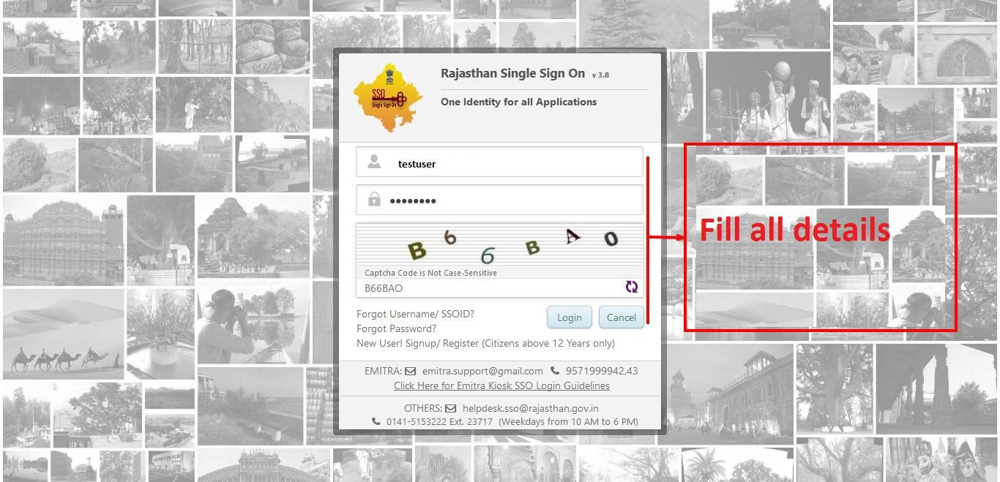 Rajasthan Single Sign On v 3.8
SSO
Single Sign On
One Identity for all Applications
testuser
••••••••
B 6 6 B A 0
Captcha Code is Not Case-Sensitive
B66BAO
Fill all details
Forgot Username/ SSOID?
Login Cancel
Forgot Password?
New User! Signup/ Register (Citizens above 12 Years only)
EMITRA: emitra.support@gmail.com 9571999942,43
Click Here for Emitra Kiosk SSO Login Guidelines
OTHERS: helpdesk.sso@rajasthan.gov.in
0141-5153222 Ext. 23717 (Weekdays from 10 AM to 6 PM)